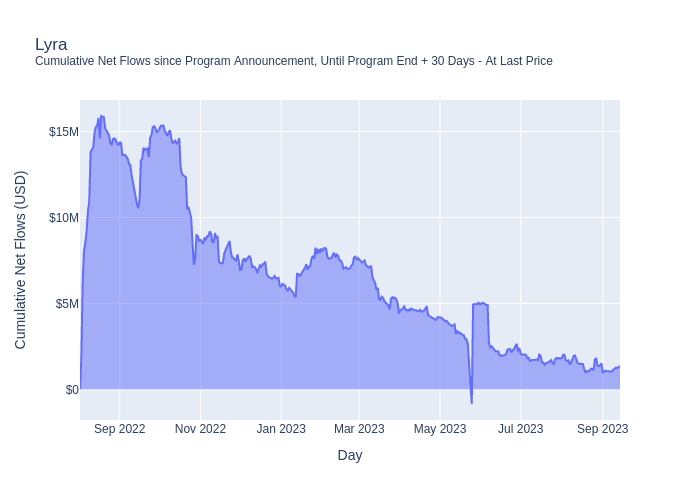 Lyra
Cumulative Net Flows since Program Announcement, Until Program End + 30 Days - At Last Price
Cumulative Net Flows (USD)
$15M
$10M
$5M
$0
Sep 2022
Nov 2022
Jan 2023
Mar 2023
May 2023
Jul 2023
Sep 2023
Day